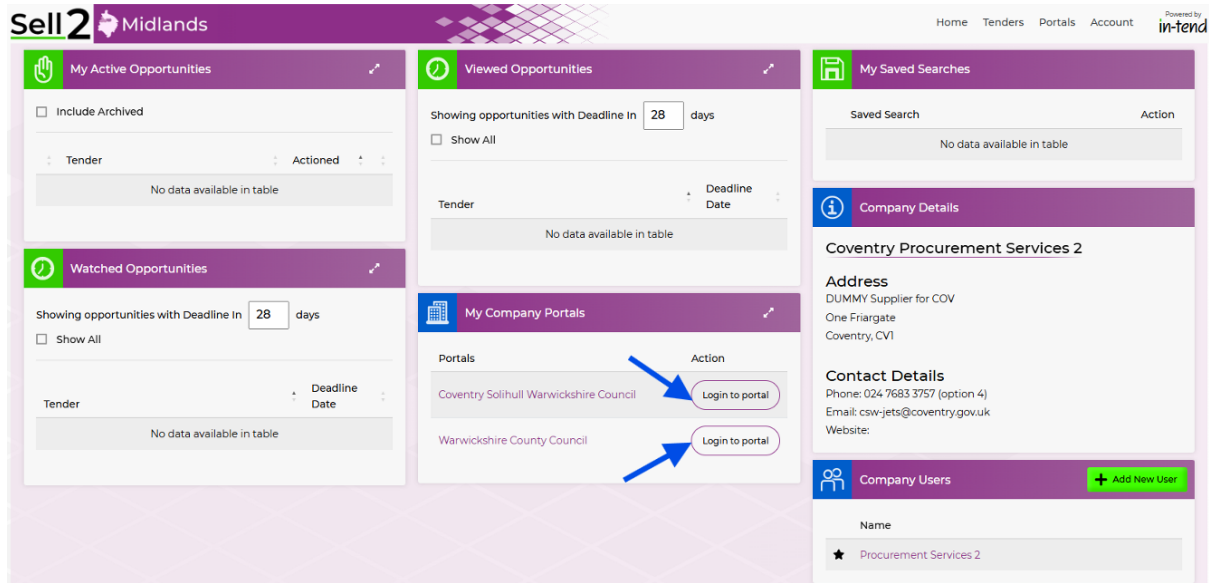 Sell2 Midlands
Home Tenders Portals Account
Powered by
in-tend
My Active Opportunities
Include Archived
Tender Actioned
No data available in table
Watched Opportunities
Showing opportunities with Deadline In 28 days
Show All
Tender Deadline Date
No data available in table
Viewed Opportunities
Showing opportunities with Deadline In 28 days
Show All
Tender Deadline Date
No data available in table
My Company Portals
Portals Action
Coventry Solihull Warwickshire Council Login to portal
Warwickshire County Council Login to portal
My Saved Searches
Saved Search Action
No data available in table
Company Details
Coventry Procurement Services 2
Address
DUMMY Supplier for COV
One Friargate
Coventry, CV1
Contact Details
Phone: 024 7683 3757 (option 4)
Email: csw-jets@coventry.gov.uk
Website:
Company Users
+ Add New User
Name
Procurement Services 2